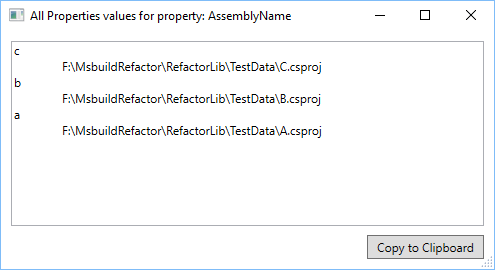 All Properties values for property: AssemblyName
c
F:\MsbuildRefactor\RefactorLib\TestData\C.csproj
b
F:\MsbuildRefactor\RefactorLib\TestData\B.csproj
a
F:\MsbuildRefactor\RefactorLib\TestData\A.csproj
Copy to Clipboard